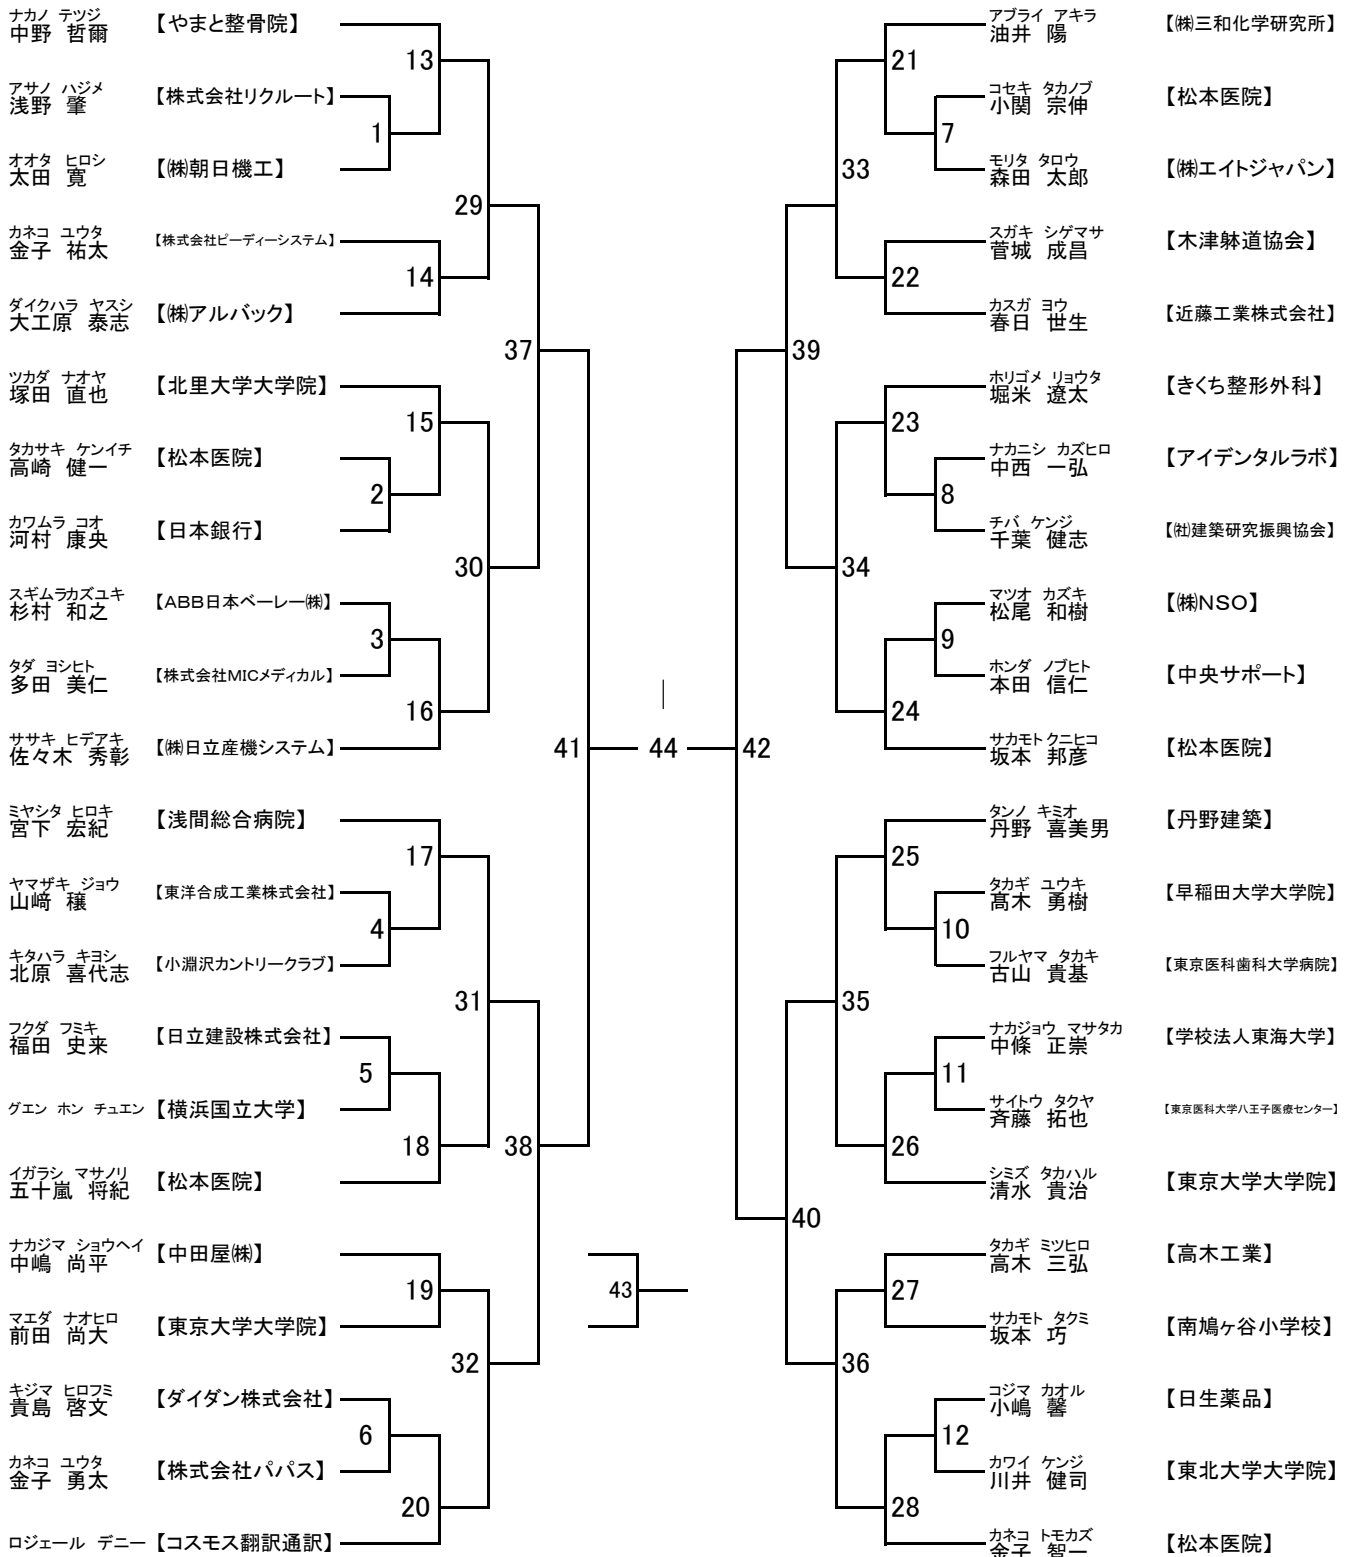 ナカノ テツジ
中野 哲爾 【やまと整骨院】
13
アサノ ハジメ
浅野 肇 【株式会社リクルート】
1
オオタ ヒロシ
太田 寛 【㈱朝日機工】
29
カネコ ユウタ
金子 祐太 【株式会社ピーディーシステム】
14
ダイクハラ ヤスシ
大工原 泰志 【㈱アルバック】
37
ツカダ ナオヤ
塚田 直也 【北里大学大学院】
15
タカサキ ケンイチ
高崎 健一 【松本医院】
2
カワムラ コオ
河村 康央 【日本銀行】
30
スギムラカズユキ
杉村 和之 【ABB日本ベーレー㈱】
3
タダ ヨシヒト
多田 美仁 【株式会社MICメディカル】
16
ササキ ヒデアキ
佐々木 秀彰 【㈱日立産機システム】
41
ミヤシタ ヒロキ
宮下 宏紀 【浅間総合病院】
17
ヤマザキ ジョウ
山﨑 穣 【東洋合成工業株式会社】
4
キタハラ キヨシ
北原 喜代志 【小淵沢カントリークラブ】
31
フクダ フミキ
福田 史来 【日立建設株式会社】
5
グエン ホン チュエン 【横浜国立大学】
18
38
イガラシ マサノリ
五十嵐 将紀 【松本医院】
ナカジマ ショウヘイ
中嶋 尚平 【中田屋㈱】
19
マエダ ナオヒロ
前田 尚大 【東京大学大学院】
32
キジマ ヒロフミ
貴島 啓文 【ダイダン株式会社】
6
カネコ ユウタ
金子 勇太 【株式会社パパス】
20
ロジェール デニー 【コスモス翻訳通訳】
44
43
アブライ アキラ
油井 陽 【㈱三和化学研究所】
21
コセキ タカノブ
小関 宗伸 【松本医院】
7
モリタ タロウ
森田 太郎 【㈱エイトジャパン】
33
スガキ シゲマサ
菅城 成昌 【木津躰道協会】
22
カスガ ヨウ
春日 世生 【近藤工業株式会社】
39
ホリゴメ リョウタ
堀米 遼太 【きくち整形外科】
23
ナカニシ カズヒロ
中西 一弘 【アイデンタルラボ】
8
チバ ケンジ
千葉 健志 【㈳建築研究振興協会】
34
マツオ カズキ
松尾 和樹 【㈱NSO】
9
ホンダ ノブヒト
本田 信仁 【中央サポート】
24
サカモトクニヒコ
坂本 邦彦 【松本医院】
42
タンノ キミオ
丹野 喜美男 【丹野建築】
25
タカギ ユウキ
髙木 勇樹 【早稲田大学大学院】
10
フルヤマ タカキ
古山 貴基 【東京医科歯科大学病院】
35
ナカジョウ マサタカ
中條 正崇 【学校法人東海大学】
11
サイトウ タクヤ
斉藤 拓也 【東京医科大学八王子医療センター】
26
シミズ タカハル
清水 貴治 【東京大学大学院】
40
タカギ ミツヒロ
高木 三弘 【高木工業】
27
サカモト タクミ
坂本 巧 【南鳩ヶ谷小学校】
36
コジマ カオル
小嶋 馨 【日生薬品】
12
カワイ ケンジ
川井 健司 【東北大学大学院】
28
カネコ トモカズ
金子 智一 【松本医院】